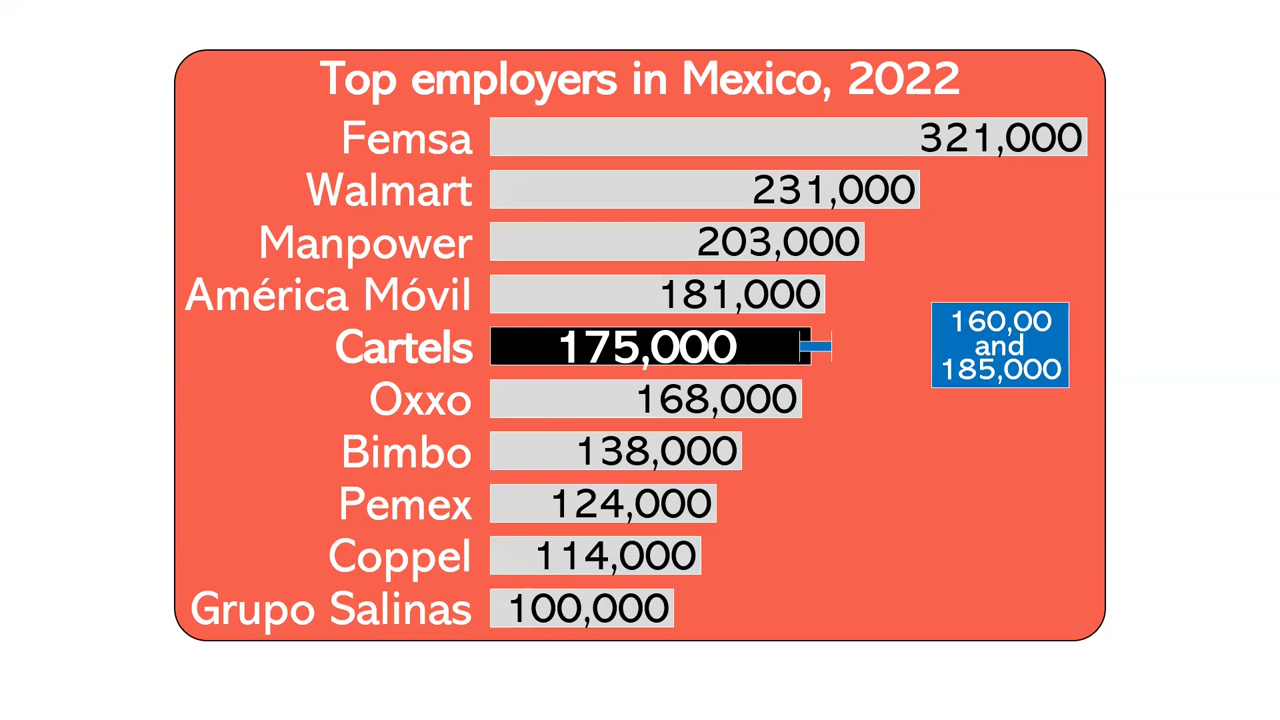 Top employers in Mexico, 2022
Femsa 321,000
Walmart 231,000
Manpower 203,000
América Móvil 181,000
Cartels 175,000
160,00
and
185,000
Oxxo 168,000
Bimbo 138,000
Pemex 124,000
Coppel 114,000
Grupo Salinas 100,000